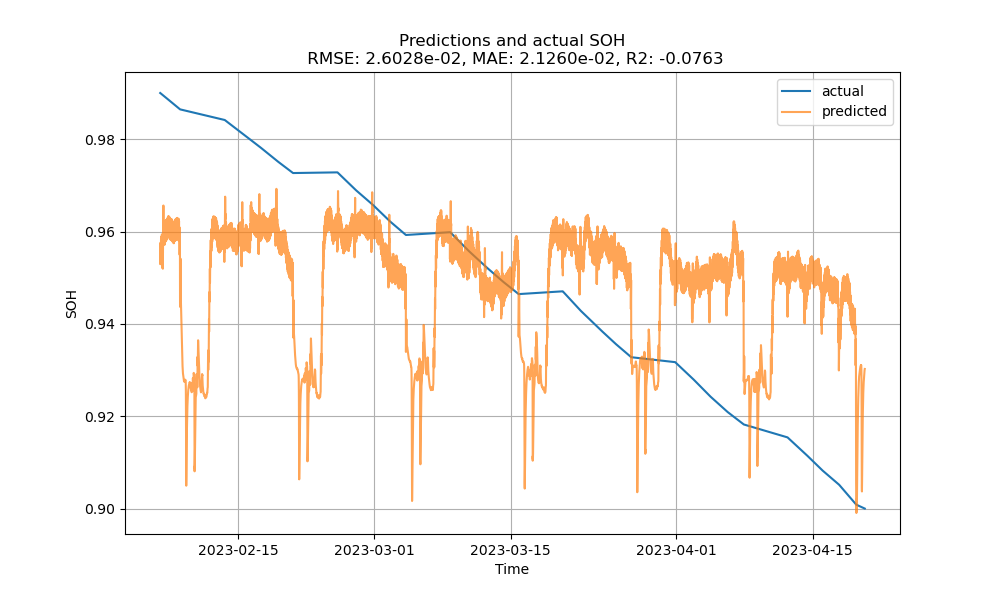 Predictions and actual SOH
RMSE: 2.6028e-02, MAE: 2.1260e-02, R2: -0.0763
actual
predicted
0.98
0.96
0.94
0.92
0.90
SOH
2023-02-15
2023-03-01
2023-03-15
2023-04-01
2023-04-15
Time